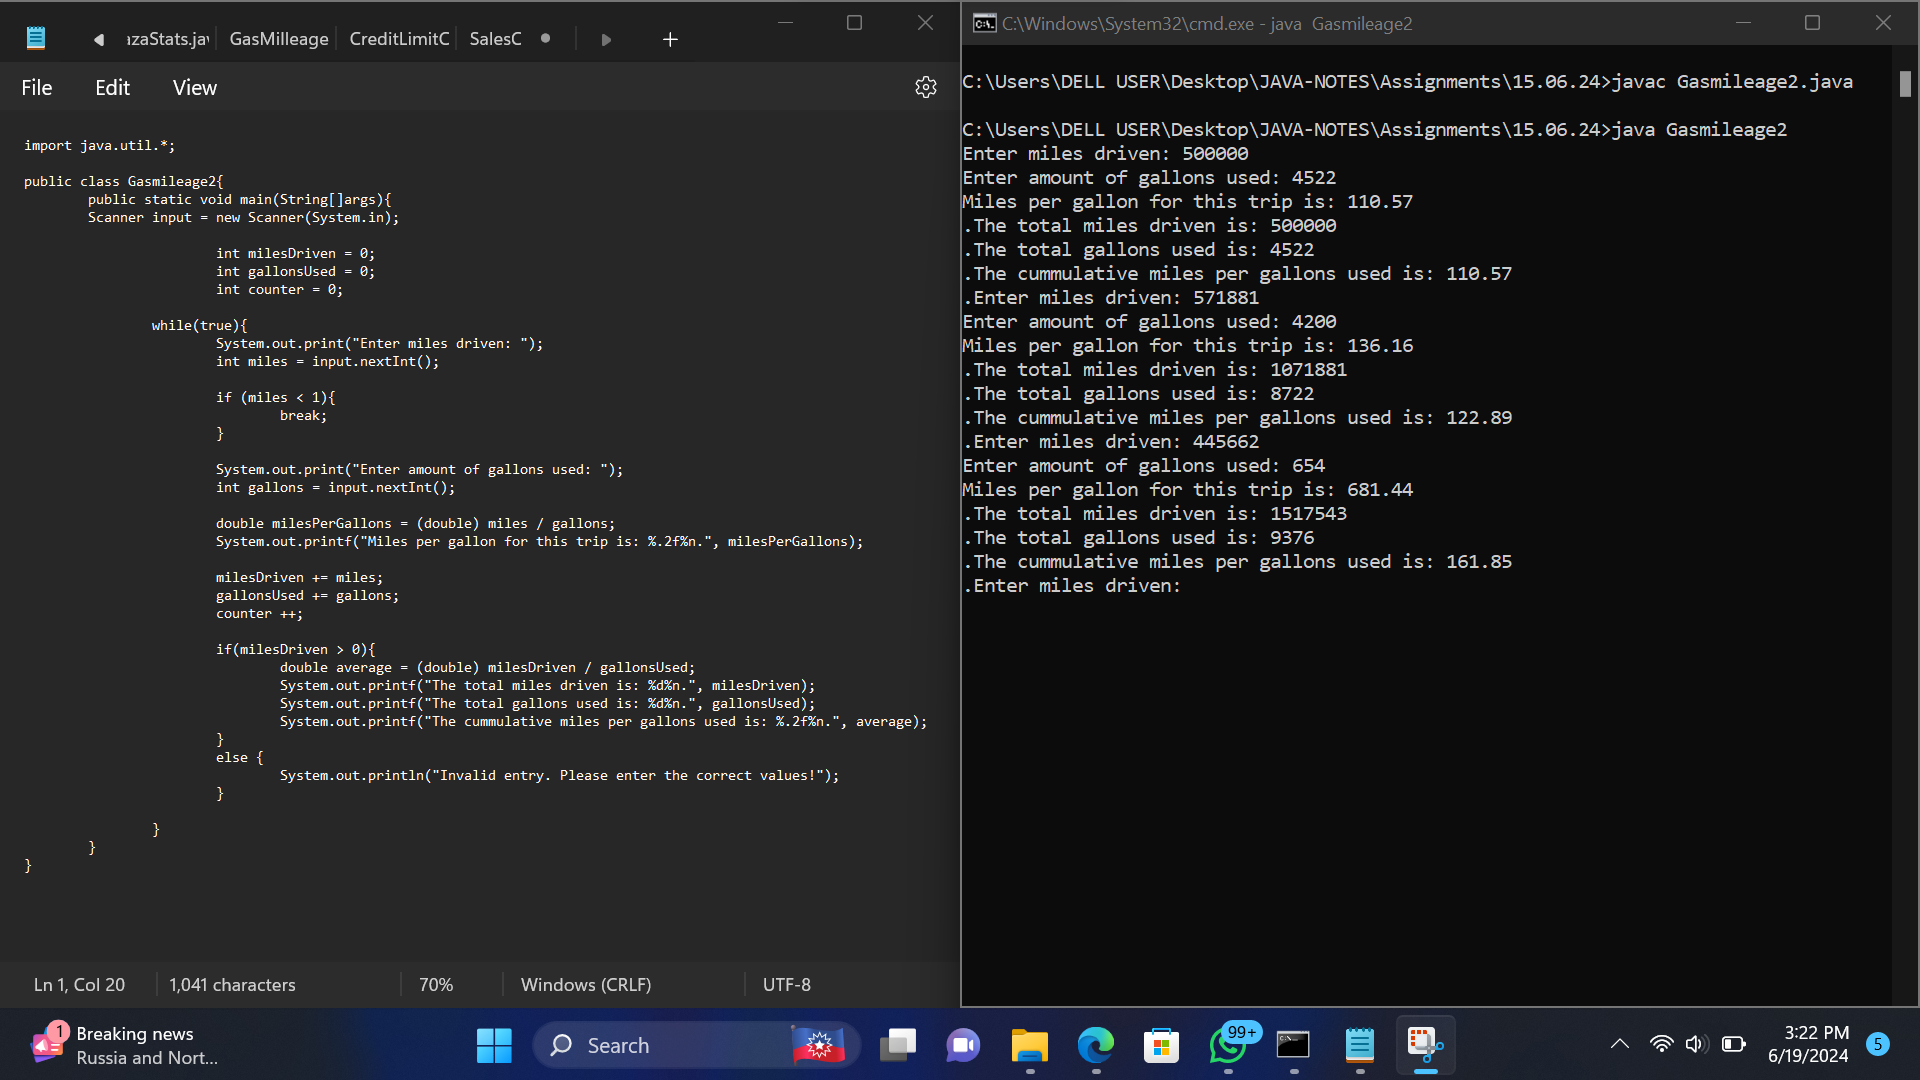 azaStats.jav
GasMilleage
CreditLimitC
SalesC
File
Edit
View
import java.util.*;
public class Gasmileage2{
public static void main(String[]args){
Scanner input = new Scanner(System.in);
int milesDriven = 0;
int gallonsUsed = 0;
int counter = 0;
while(true){
System.out.print("Enter miles driven: ");
int miles = input.nextInt();
if (miles < 1){
break;
}
System.out.print("Enter amount of gallons used: ");
int gallons = input.nextInt();
double milesPerGallons = (double) miles / gallons;
System.out.printf("Miles per gallon for this trip is: %.2f%n.", milesPerGallons);
milesDriven += miles;
gallonsUsed += gallons;
counter ++;
if(milesDriven > 0){
double average = (double) milesDriven / gallonsUsed;
System.out.printf("The total miles driven is: %d%n.", milesDriven);
System.out.printf("The total gallons used is: %d%n.", gallonsUsed);
System.out.printf("The cummulative miles per gallons used is: %.2f%n.", average);
}
else {
System.out.println("Invalid entry. Please enter the correct values!");
}
}
}
}
Ln 1, Col 20
1,041 characters
70%
Windows (CRLF)
UTF-8
C:\Windows\System32\cmd.exe - java Gasmileage2
C:\Users\DELL USER\Desktop\JAVA-NOTES\Assignments\15.06.24>javac Gasmileage2.java
C:\Users\DELL USER\Desktop\JAVA-NOTES\Assignments\15.06.24>java Gasmileage2
Enter miles driven: 500000
Enter amount of gallons used: 4522
Miles per gallon for this trip is: 110.57
.The total miles driven is: 500000
.The total gallons used is: 4522
.The cummulative miles per gallons used is: 110.57
.Enter miles driven: 571881
Enter amount of gallons used: 4200
Miles per gallon for this trip is: 136.16
.The total miles driven is: 1071881
.The total gallons used is: 8722
.The cummulative miles per gallons used is: 122.89
.Enter miles driven: 445662
Enter amount of gallons used: 654
Miles per gallon for this trip is: 681.44
.The total miles driven is: 1517543
.The total gallons used is: 9376
.The cummulative miles per gallons used is: 161.85
.Enter miles driven:
1
Breaking news
Russia and Nort...
Search
99+
3:22 PM
6/19/2024
5